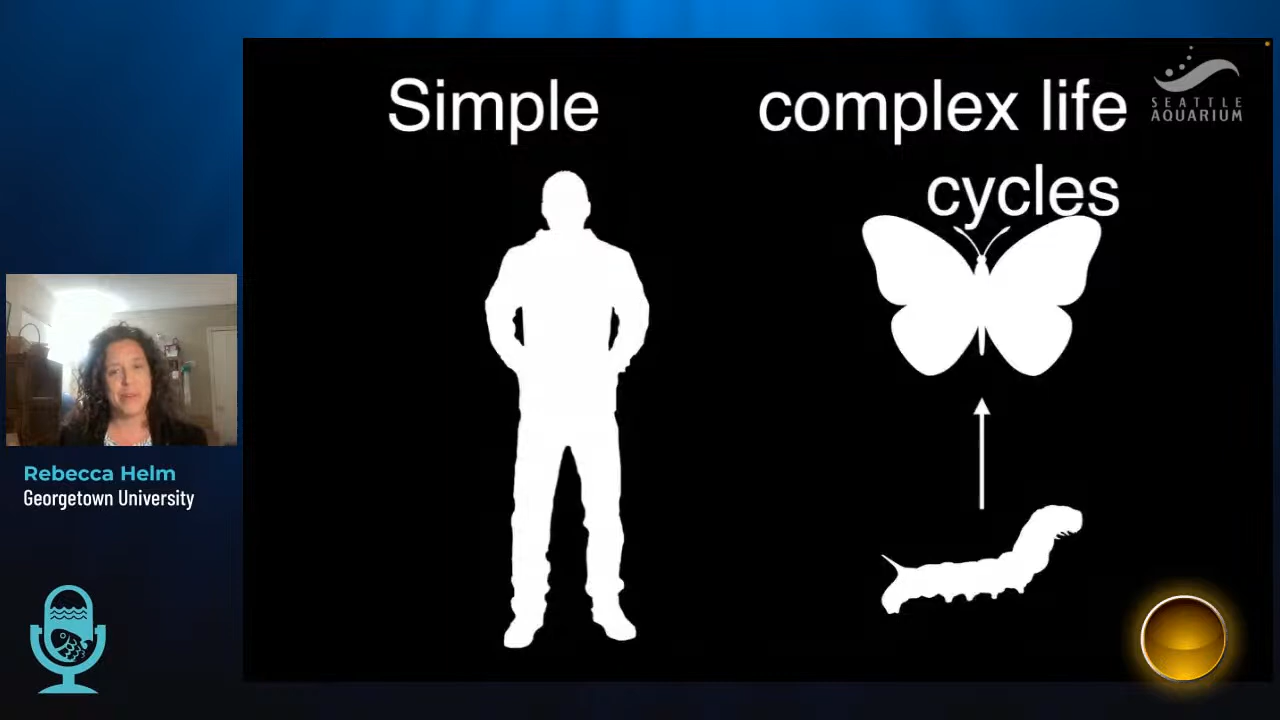 Simple
complex life
cycles
SEATTLE
AQUARIUM
Rebecca Helm
Georgetown University